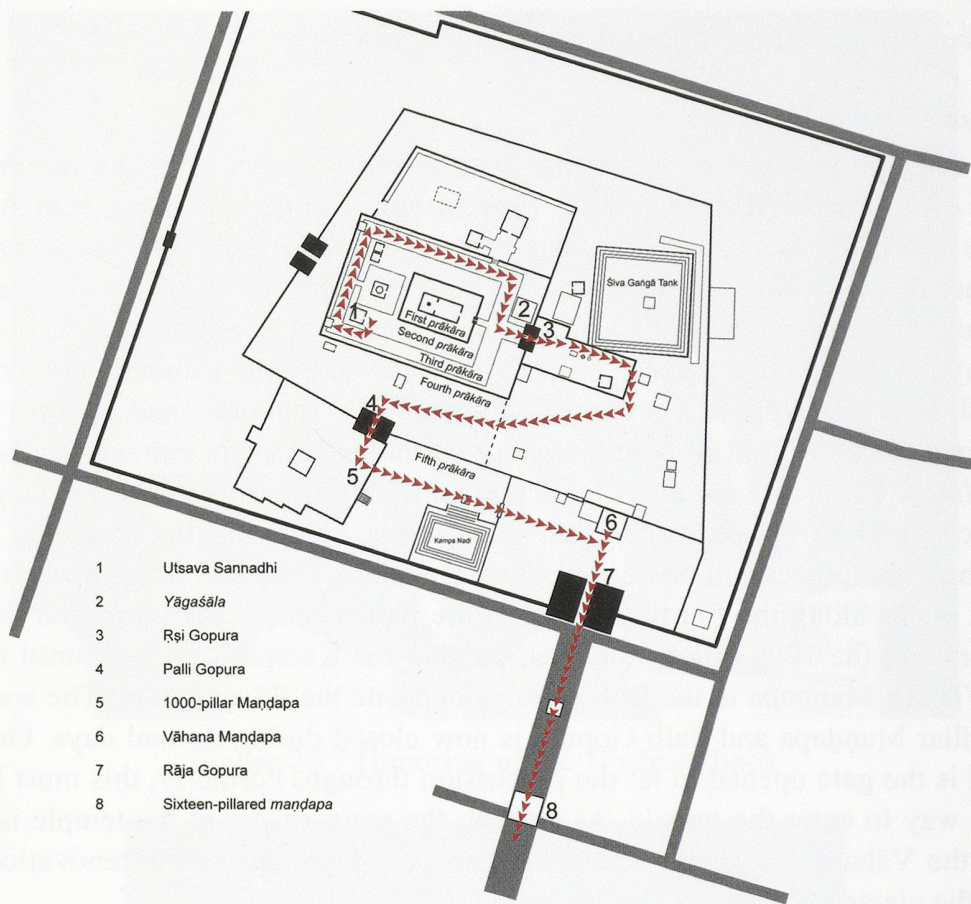 Śiva Gaṅgā Tank
1
2
3
First prākāra
Second prākāra
Third prākāra
Fourth prākāra
4
5
Fifth prākāra
Kampa Nadi
6
7
8
1 Utsava Sannadhi
2 Yāgaśāla
3 Ṛṣi Gopura
4 Palli Gopura
5 1000-pillar Maṇḍapa
6 Vāhana Maṇḍapa
7 Rāja Gopura
8 Sixteen-pillared maṇḍapa